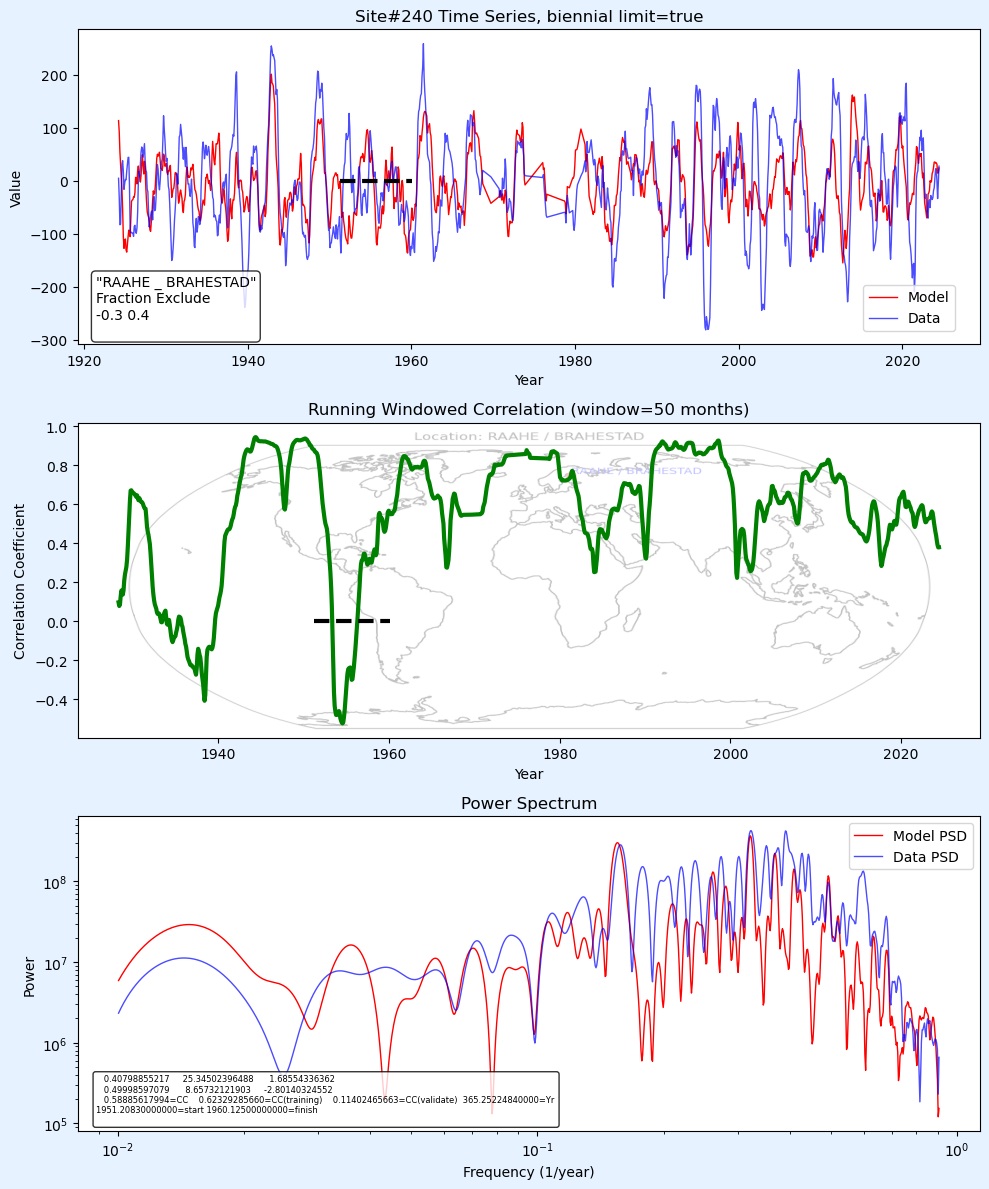 Site#240 Time Series, biennial limit=true
Value
200
100
0
−100
−200
−300
"RAAHE _ BRAHESTAD"
Fraction Exclude
-0.3 0.4
Model
Data
1920 1940 1960 1980 2000 2020
Year
Running Windowed Correlation (window=50 months)
Correlation Coefficient
1.0
0.8
0.6
0.4
0.2
0.0
−0.2
−0.4
Location: RAAHE / BRAHESTAD
RAAHE / BRAHESTAD
1940 1960 1980 2000 2020
Year
Power Spectrum
Power
10^8
10^7
10^6
10^5
Model PSD
Data PSD
0.40798855217 25.34502396488 1.68554336362
0.49998597079 8.65732121903 -2.80140324552
0.58885617994=CC 0.62329285660=CC(training) 0.11402465663=CC(validate) 365.25224840000=Yr
1951.20830000000=start 1960.12500000000=finish
10^−2 10^−1 10^0
Frequency (1/year)